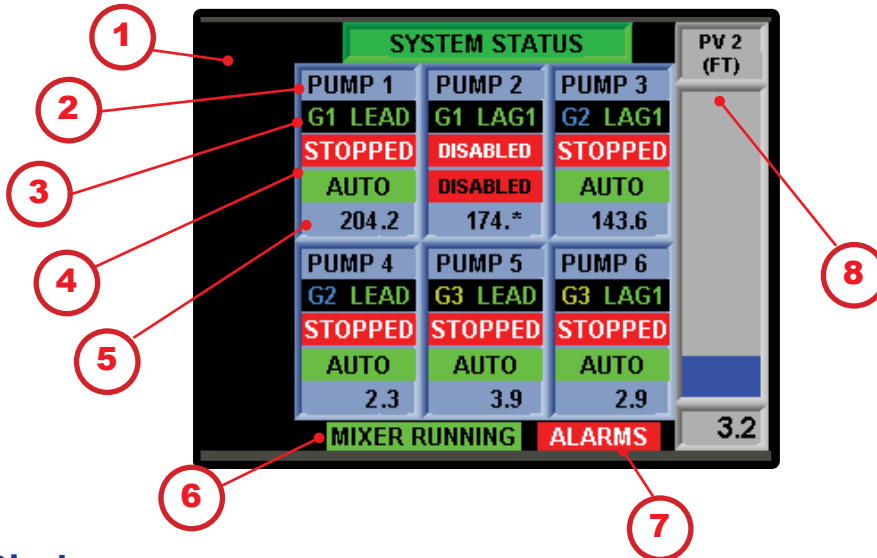 SYSTEM STATUS
PV 2
(FT)
PUMP 1 PUMP 2 PUMP 3
G1 LEAD G1 LAG1 G2 LAG1
STOPPED DISABLED STOPPED
AUTO DISABLED AUTO
204.2 174.* 143.6
PUMP 4 PUMP 5 PUMP 6
G2 LEAD G3 LEAD G3 LAG1
STOPPED STOPPED STOPPED
AUTO AUTO AUTO
2.3 3.9 2.9
MIXER RUNNING ALARMS 3.2
1
2
3
4
5
6
7
8